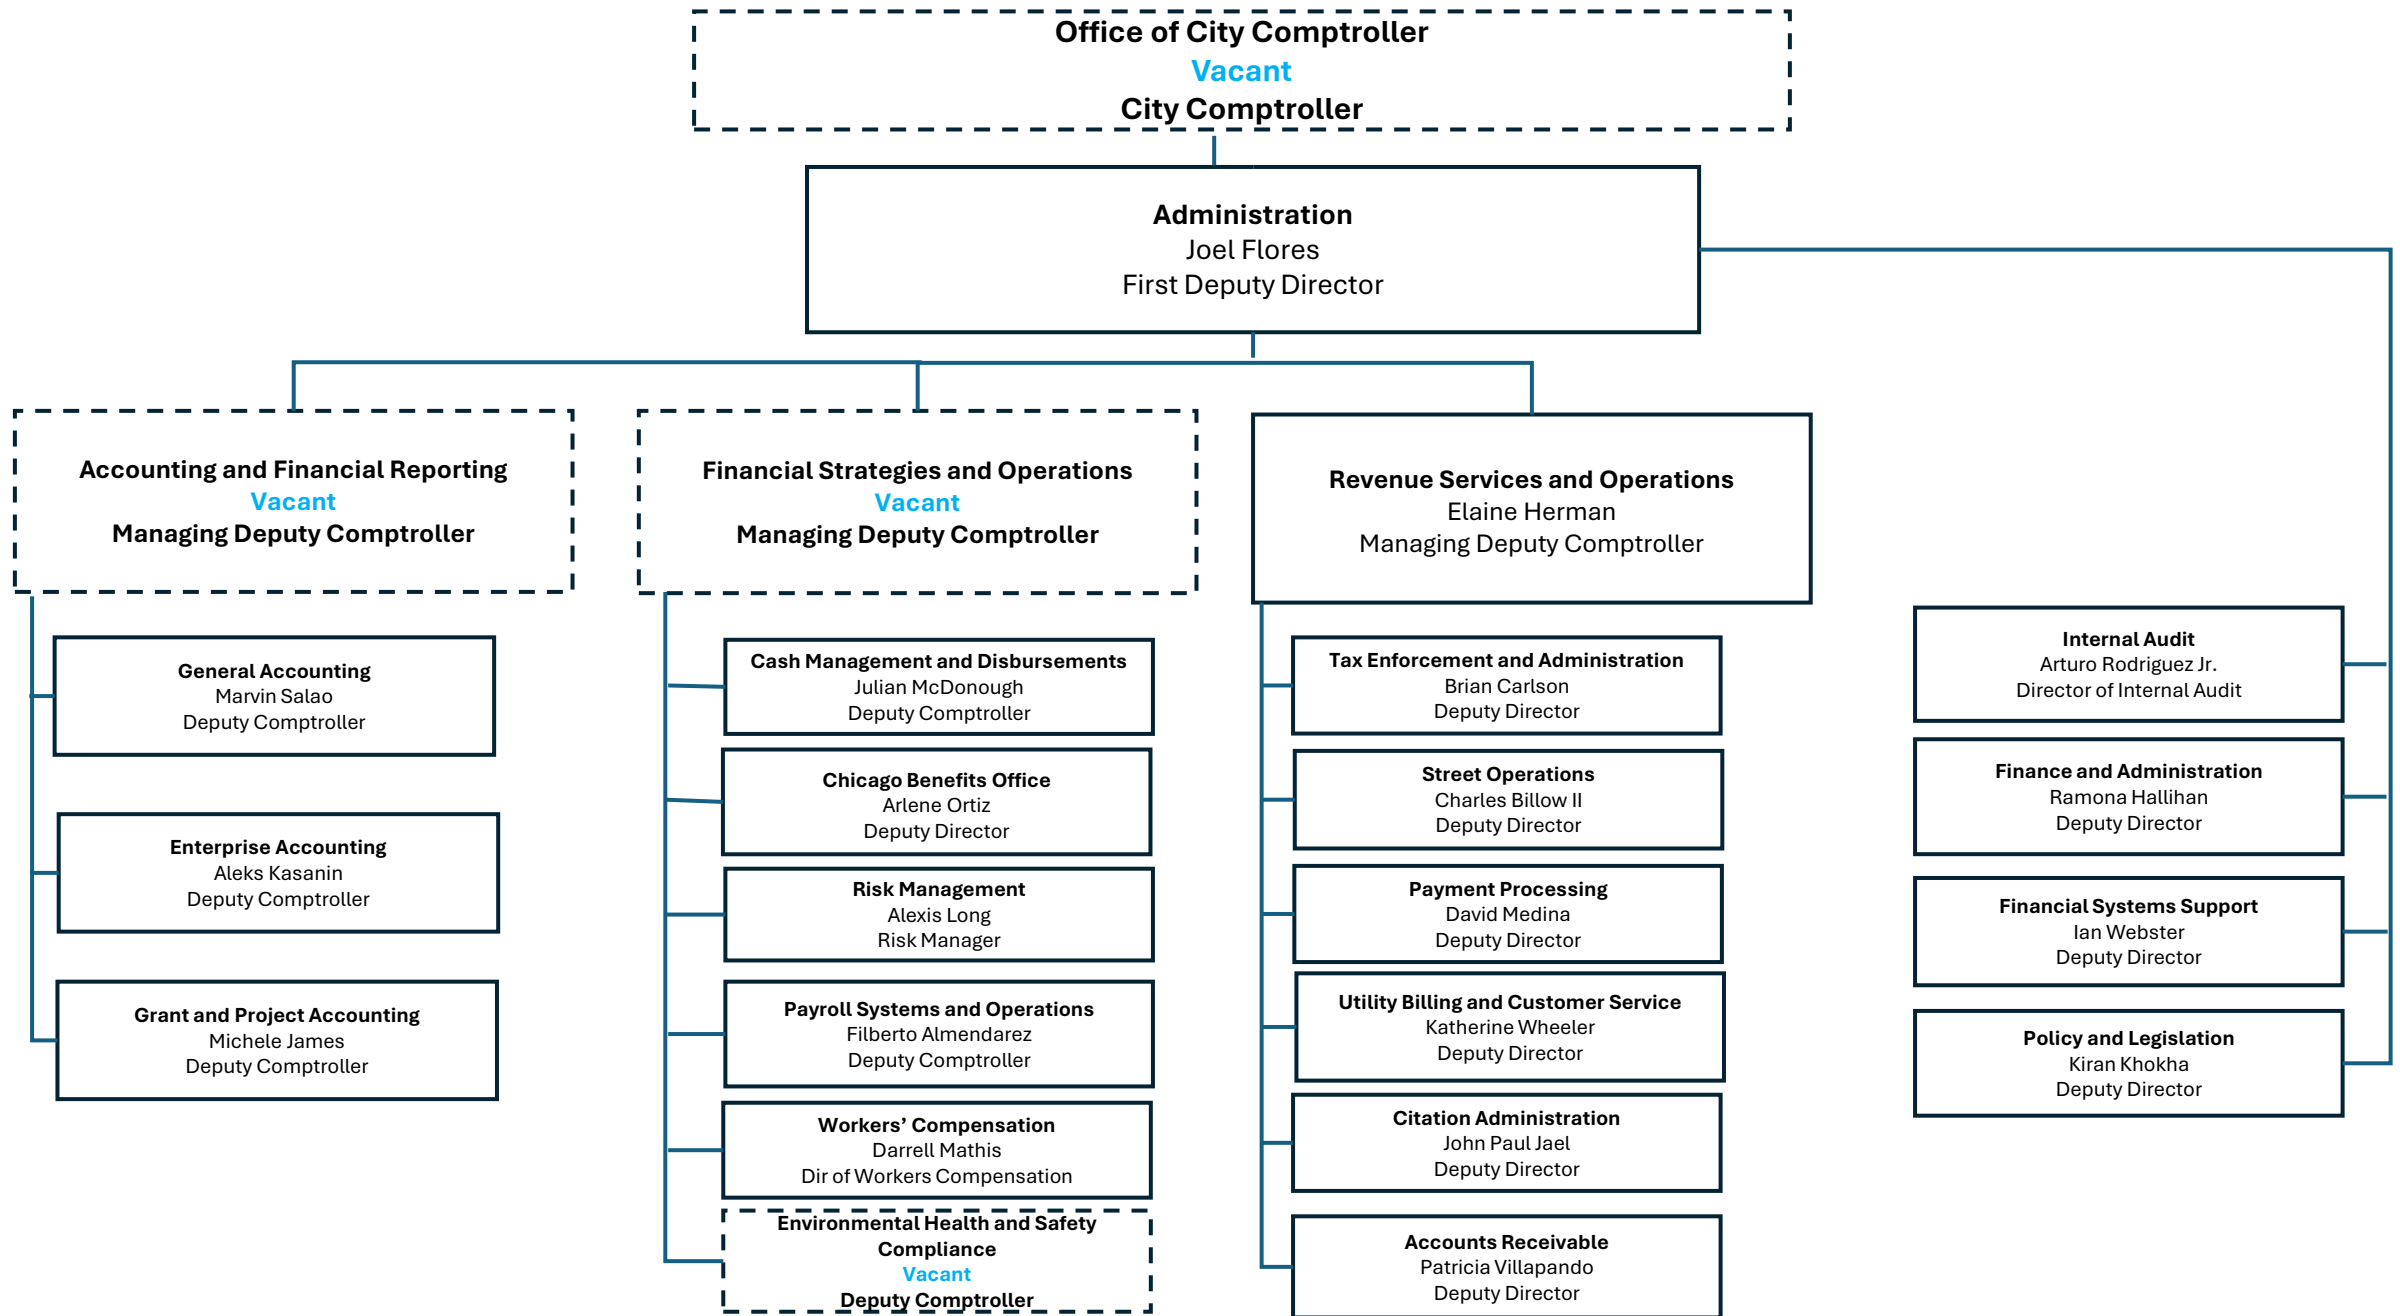 Office of City Comptroller
Vacant
City Comptroller
Administration
Joel Flores
First Deputy Director
Accounting and Financial Reporting
Vacant
Managing Deputy Comptroller
General Accounting
Marvin Salao
Deputy Comptroller
Enterprise Accounting
Aleks Kasanin
Deputy Comptroller
Grant and Project Accounting
Michele James
Deputy Comptroller
Financial Strategies and Operations
Vacant
Managing Deputy Comptroller
Cash Management and Disbursements
Julian McDonough
Deputy Comptroller
Chicago Benefits Office
Arlene Ortiz
Deputy Director
Risk Management
Alexis Long
Risk Manager
Payroll Systems and Operations
Filberto Almendarez
Deputy Comptroller
Workers’ Compensation
Darrell Mathis
Dir of Workers Compensation
Environmental Health and Safety
Compliance
Vacant
Deputy Comptroller
Revenue Services and Operations
Elaine Herman
Managing Deputy Comptroller
Tax Enforcement and Administration
Brian Carlson
Deputy Director
Street Operations
Charles Billow II
Deputy Director
Payment Processing
David Medina
Deputy Director
Utility Billing and Customer Service
Katherine Wheeler
Deputy Director
Citation Administration
John Paul Jael
Deputy Director
Accounts Receivable
Patricia Villapando
Deputy Director
Internal Audit
Arturo Rodriguez Jr.
Director of Internal Audit
Finance and Administration
Ramona Hallihan
Deputy Director
Financial Systems Support
Ian Webster
Deputy Director
Policy and Legislation
Kiran Khokha
Deputy Director